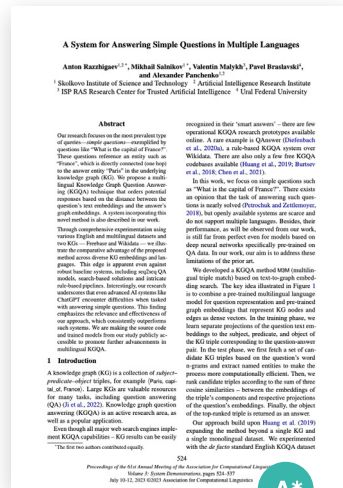 A System for Answering Simple Questions in Multiple Languages
Anton Razzhigaev1,2*, Mikhail Salnikov1*, Valentin Malykh3, Pavel Braslavski4,
and Alexander Panchenko1,2
1 Skolkovo Institute of Science and Technology 2 Artificial Intelligence Research Institute
3 ISP RAS Research Center for Trusted Artificial Intelligence 4 Ural Federal University
Abstract
Our research focuses on the most prevalent type
of queries—simple questions—exemplified by
questions like "What is the capital of France?".
These questions reference an entity such as
"France", which is directly connected (one hop)
to the answer entity "Paris" in the underlying
knowledge graph (KG). We propose a multi-
lingual Knowledge Graph Question Answer-
ing (KGQA) technique that orders potential
responses based on the distance between the
question's text embeddings and the answer's
graph embeddings. A system incorporating this
novel method is also described in our work.
Through comprehensive experimentation using
various English and multilingual datasets and
two KGs — Freebase and Wikidata — we illus-
trate the comparative advantage of the proposed
method across diverse KG embeddings and lan-
guages. This edge is apparent even against
robust baseline systems, including seq2seq QA
models, search-based solutions and intricate
rule-based pipelines. Interestingly, our research
underscores that even advanced AI systems like
ChatGPT encounter difficulties when tasked
with answering simple questions. This finding
emphasizes the relevance and effectiveness of
our approach, which consistently outperforms
such systems. We are making the source code
and trained models from our study publicly ac-
cessible to promote further advancements in
multilingual KGQA.
1 Introduction
A knowledge graph (KG) is a collection of subject–
predicate–object triples, for example ⟨Paris, capi-
tal_of, France⟩. Large KGs are valuable resources
for many tasks, including question answering
(QA) (Ji et al., 2022). Knowledge graph question
answering (KGQA) is an active research area, as
well as a popular application.
Even though all major web search engines imple-
ment KGQA capabilities – KG results can be easily
*The first two authors contributed equally.
recognized in their 'smart answers' – there are few
operational KGQA research prototypes available
online. A rare example is QAnswer (Diefenbach
et al., 2020a), a rule-based KGQA system over
Wikidata. There are also only a few free KGQA
codebases available (Huang et al., 2019; Burtsev
et al., 2018; Chen et al., 2021).
In this work, we focus on simple questions such
as "What is the capital of France?". There exists
an opinion that the task of answering such ques-
tions is nearly solved (Petrochuk and Zettlemoyer,
2018), but openly available systems are scarce and
do not support multiple languages. Besides, their
performance, as will be observed from our work,
is still far from perfect even for models based on
deep neural networks specifically pre-trained on
QA data. In our work, our aim is to address these
limitations of the prior art.
We developed a KGQA method M3M (multilin-
gual triple match) based on text-to-graph embed-
ding search. The key idea illustrated in Figure 1
is to combine a pre-trained multilingual language
model for question representation and pre-trained
graph embeddings that represent KG nodes and
edges as dense vectors. In the training phase, we
learn separate projections of the question text em-
beddings to the subject, predicate, and object of
the KG triple corresponding to the question-answer
pair. In the test phase, we first fetch a set of can-
didate KG triples based on the question's word
n-grams and extract named entities to make the
process more computationally efficient. Then, we
rank candidate triples according to the sum of three
cosine similarities – between the embeddings of
the triple's components and respective projections
of the question's embeddings. Finally, the object
of the top-ranked triple is returned as an answer.
Our approach build upon Huang et al. (2019)
expanding the method beyond a single KG and
a single monolingual dataset. We experimented
with the de facto standard English KGQA dataset
524
Proceedings of the 61st Annual Meeting of the Association for Computational
Volume 3: System Demonstrations, pages 524–537
July 10-12, 2023 ©2023 Association for Computational Linguistics
A*